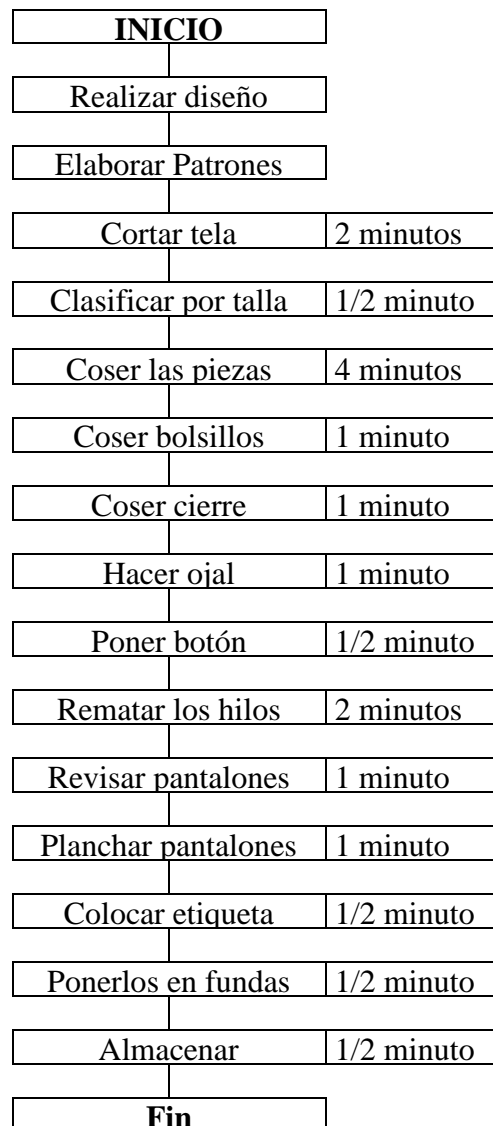 INICIO
Realizar diseño
Elaborar Patrones
Cortar tela 2 minutos
Clasificar por talla 1/2 minuto
Coser las piezas 4 minutos
Coser bolsillos 1 minuto
Coser cierre 1 minuto
Hacer ojal 1 minuto
Poner botón 1/2 minuto
Rematar los hilos 2 minutos
Revisar pantalones 1 minuto
Planchar pantalones 1 minuto
Colocar etiqueta 1/2 minuto
Ponerlos en fundas 1/2 minuto
Almacenar 1/2 minuto
Fin